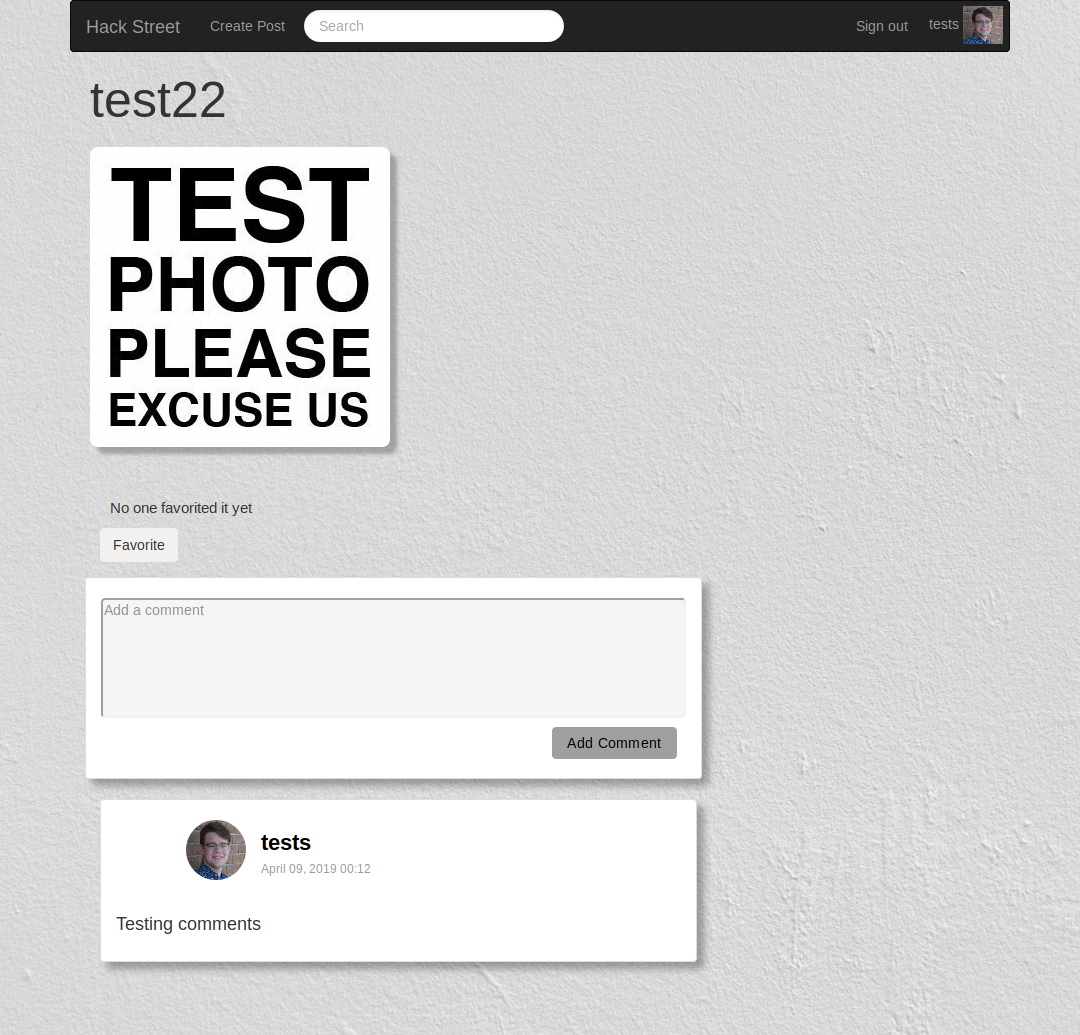 Hack Street Create Post Search Sign out tests
test22
TEST
PHOTO
PLEASE
EXCUSE US
No one favorited it yet
Favorite
Add a comment
Add Comment
tests
April 09, 2019 00:12
Testing comments